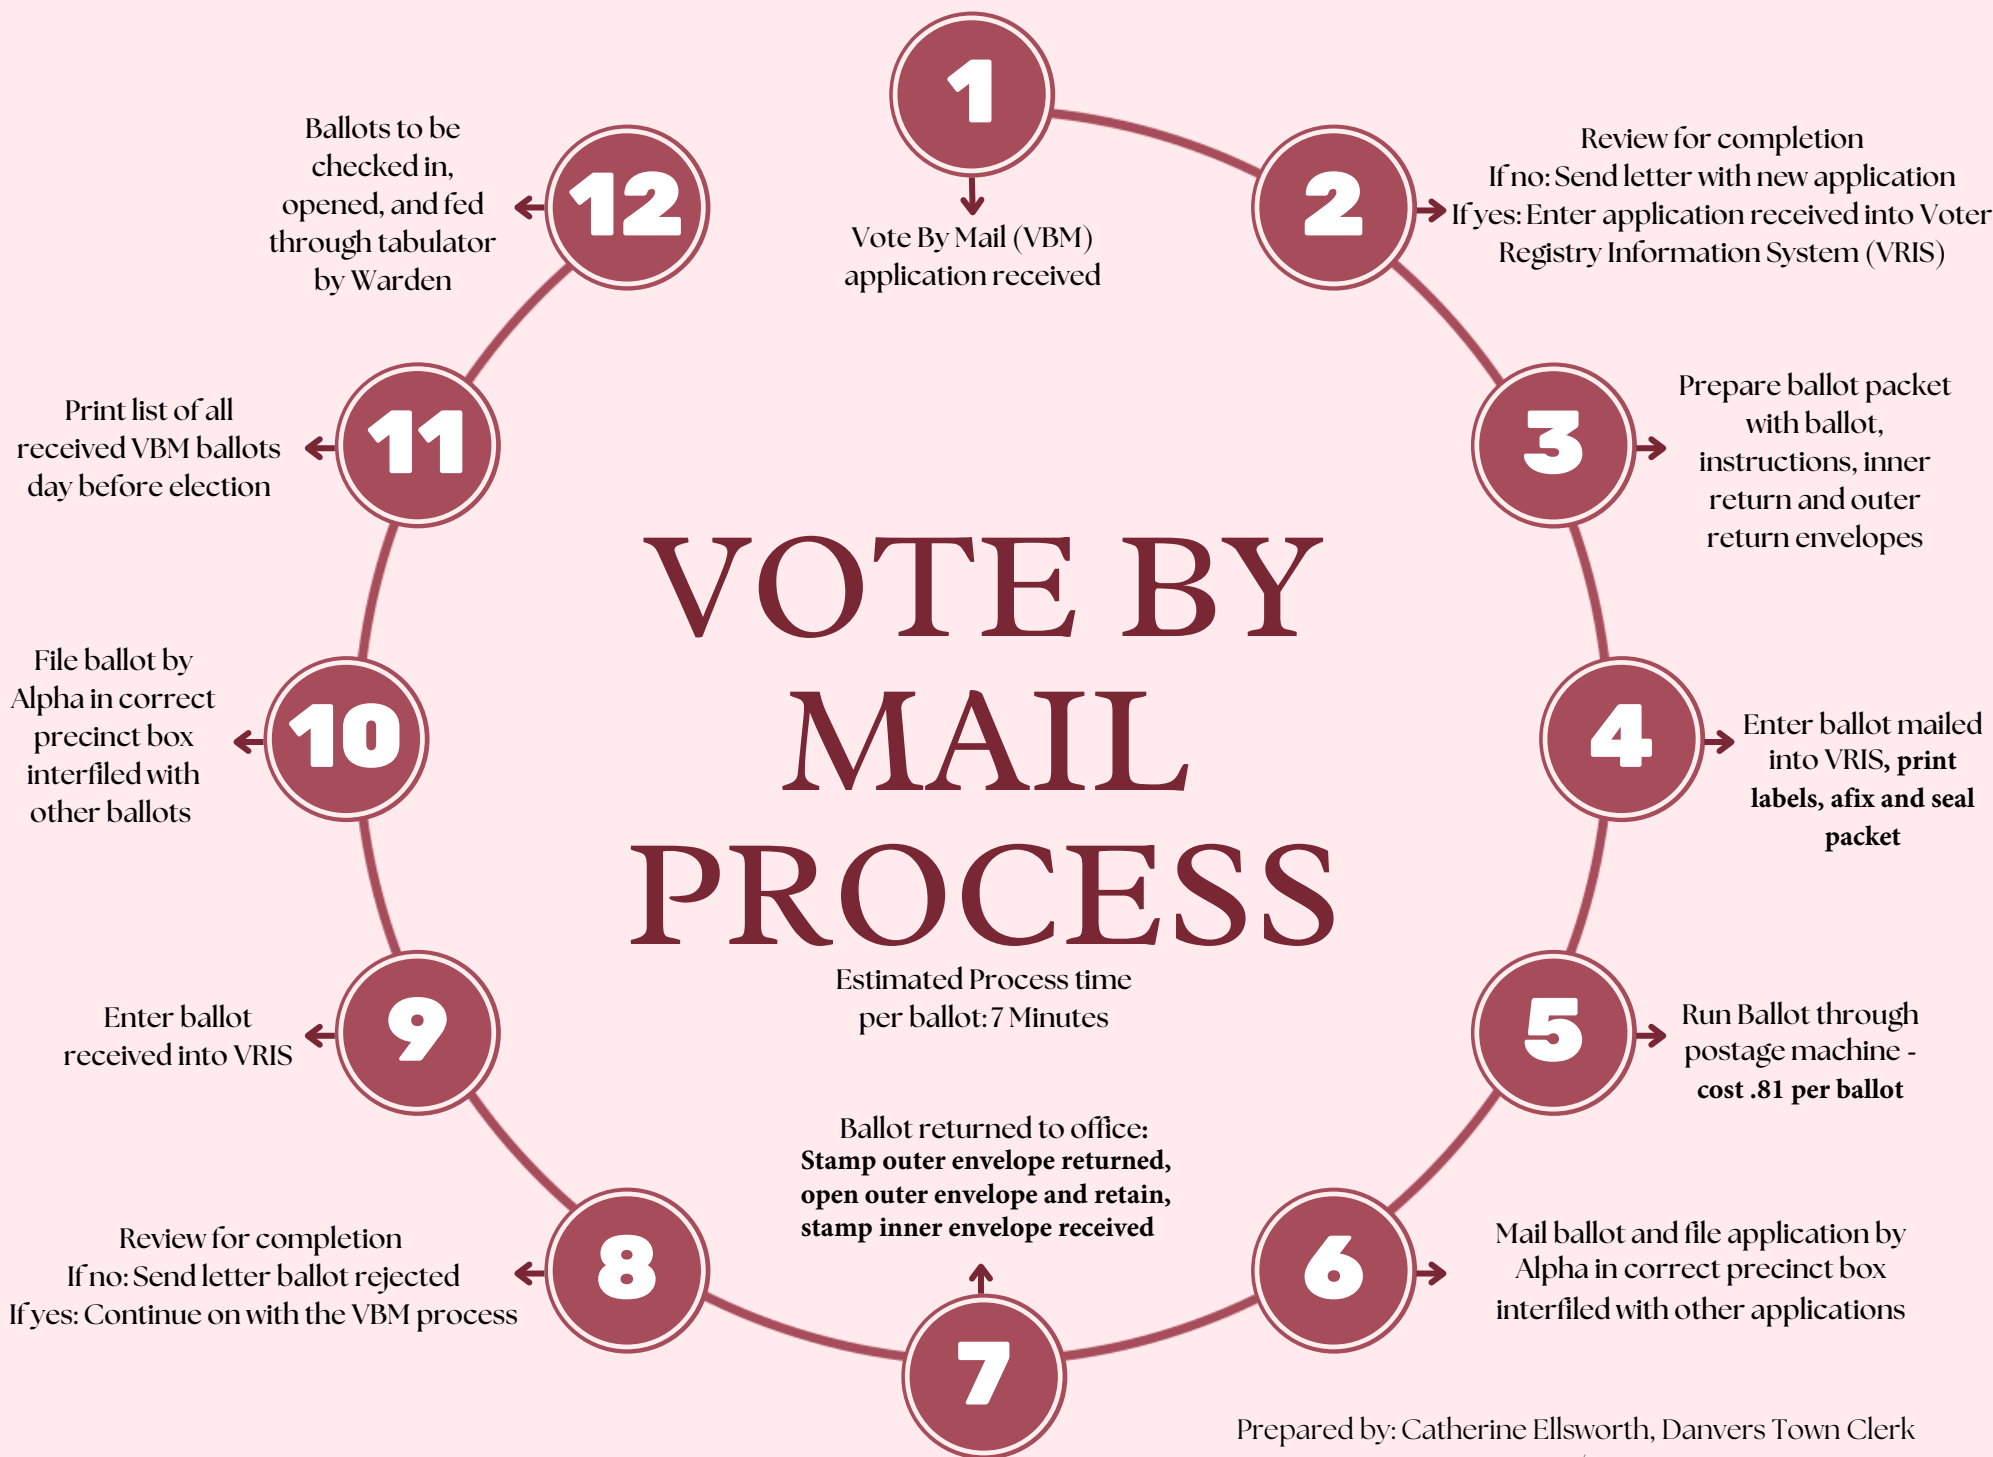 1
Vote By Mail (VBM)
application received
2
Review for completion
If no: Send letter with new application
If yes: Enter application received into Voter
Registry Information System (VRIS)
3
Prepare ballot packet
with ballot,
instructions, inner
return and outer
return envelopes
4
Enter ballot mailed
into VRIS, print
labels, afix and seal
packet
5
Run Ballot through
postage machine -
cost .81 per ballot
6
Mail ballot and file application by
Alpha in correct precinct box
interfiled with other applications
7
Ballot returned to office:
Stamp outer envelope returned,
open outer envelope and retain,
stamp inner envelope received
8
Review for completion
If no: Send letter ballot rejected
If yes: Continue on with the VBM process
9
Enter ballot
received into VRIS
10
File ballot by
Alpha in correct
precinct box
interfiled with
other ballots
11
Print list of all
received VBM ballots
day before election
12
Ballots to be
checked in,
opened, and fed
through tabulator
by Warden
VOTE BY
MAIL
PROCESS
Estimated Process time
per ballot: 7 Minutes
Prepared by: Catherine Ellsworth, Danvers Town Clerk